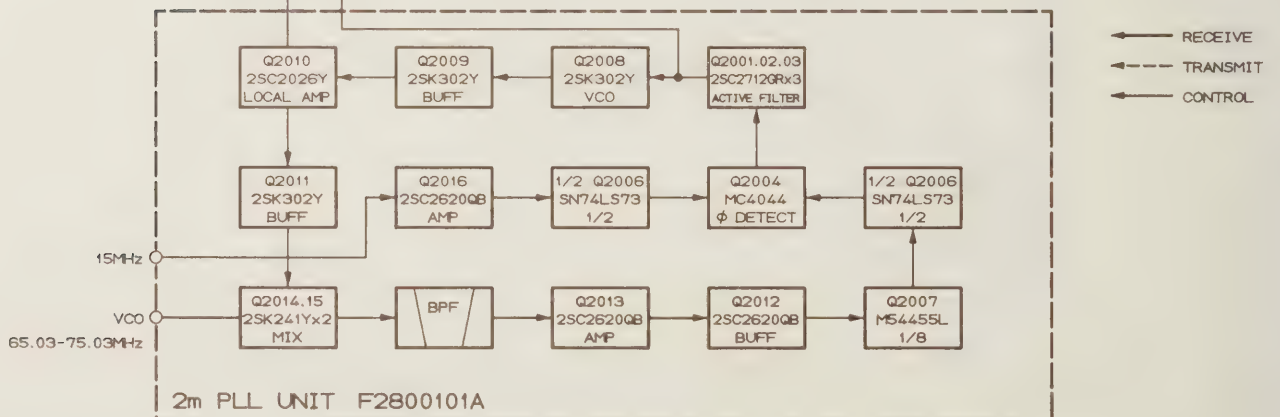 Q2010
2SC2026Y
LOCAL AMP
Q2009
2SK302Y
BUFF
Q2008
2SK302Y
VCO
Q2001.02.03
2SC2712GRx3
ACTIVE FILTER
RECEIVE
TRANSMIT
CONTROL
Q2011
2SK302Y
BUFF
Q2016
2SC2620QB
AMP
1/2 Q2006
SN74LS73
1/2
Q2004
MC4044
φ DETECT
1/2 Q2006
SN74LS73
1/2
15MHz
VCO
65.03-75.03MHz
Q2014.15
2SK241Yx2
MIX
BPF
Q2013
2SC2620QB
AMP
Q2012
2SC2620QB
BUFF
Q2007
M54455L
1/8
2m PLL UNIT F2800101A